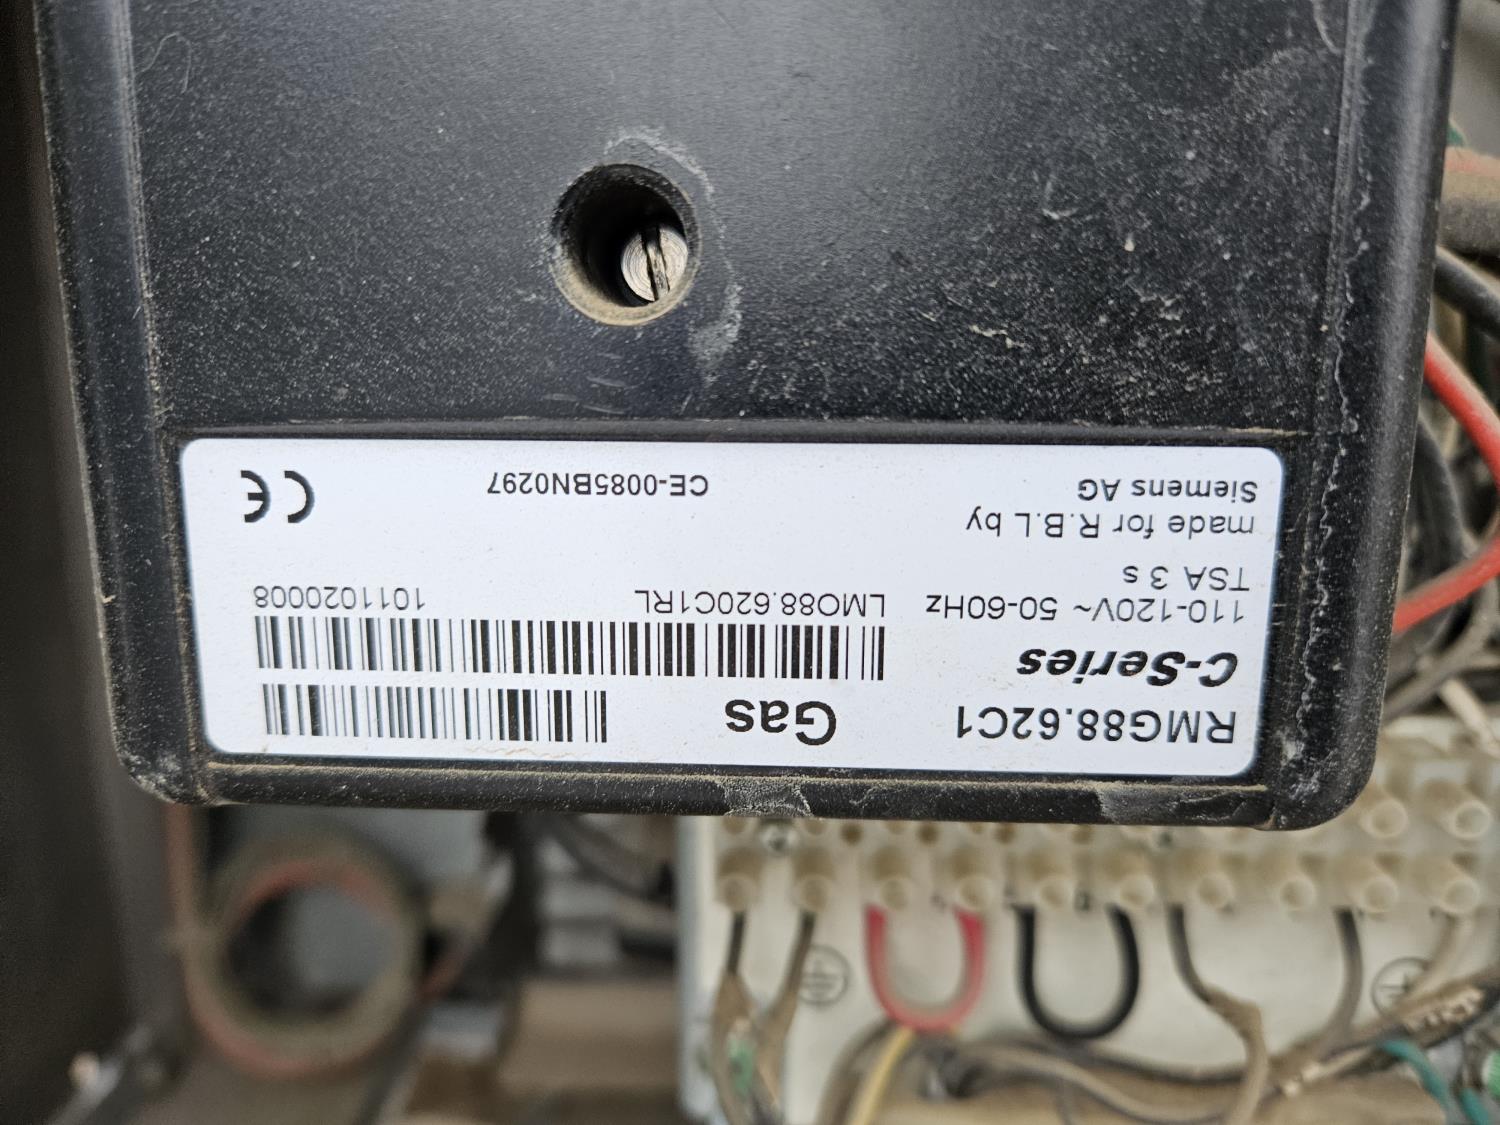 RMG88.62C1 Gas
C-Series
110-120V~ 50-60Hz LMO88.620C1RL 1011020008
TSA 3 s
made for R.B.L by
Siemens AG CE-0085BN0297 CE